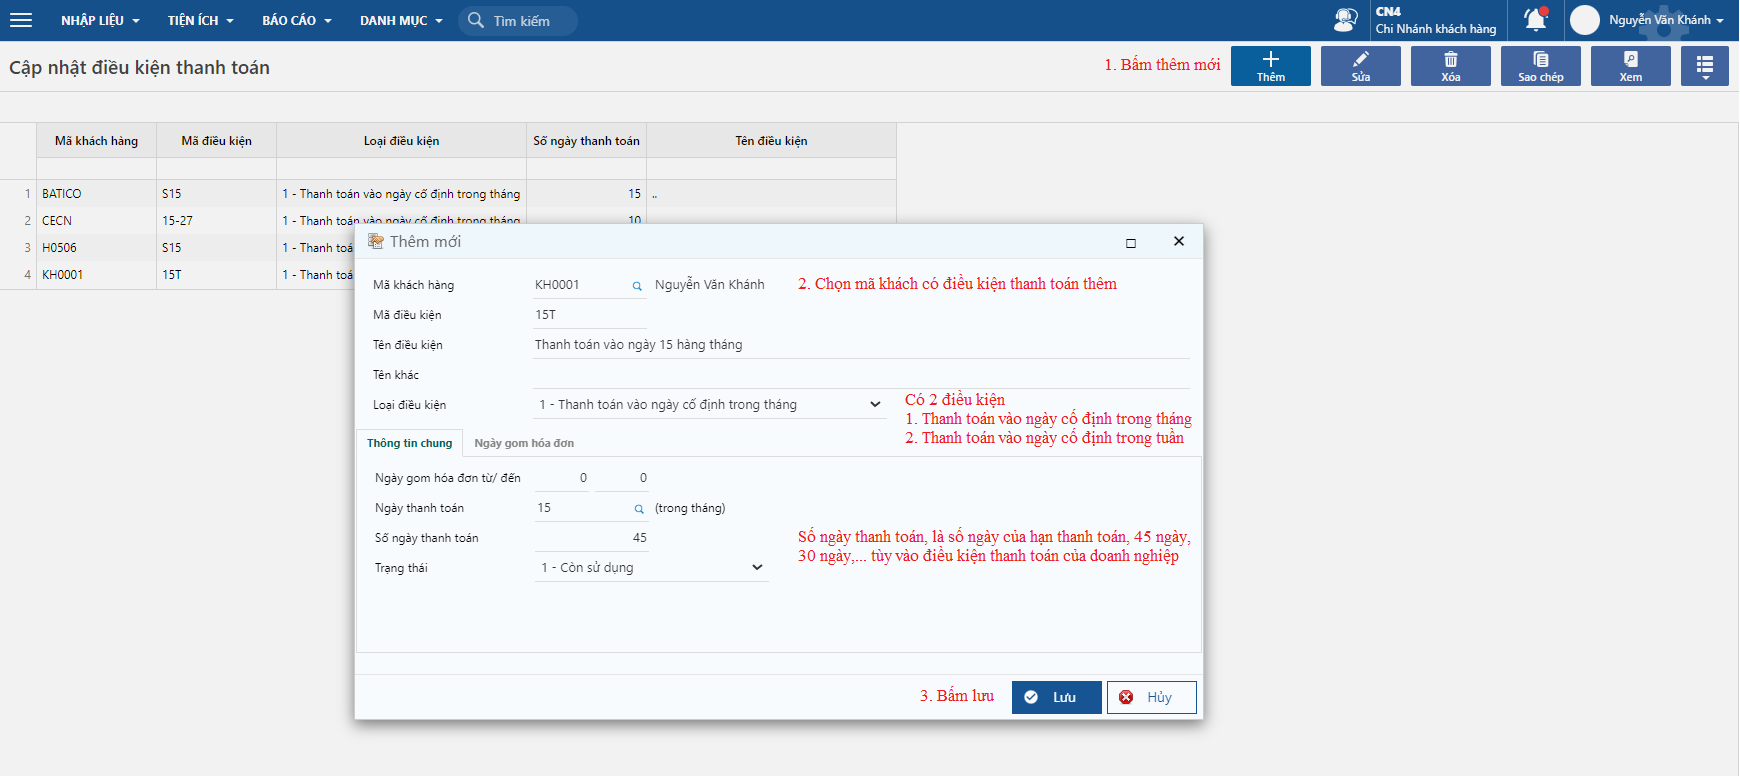 NHẬP LIỆU TIỆN ÍCH BÁO CÁO DANH MỤC Tìm kiếm
CN4
Chi Nhánh khách hàng
Nguyễn Văn Khánh
Cập nhật điều kiện thanh toán
1. Bấm thêm mới
Thêm Sửa Xóa Sao chép Xem
Mã khách hàng Mã điều kiện Loại điều kiện Số ngày thanh toán Tên điều kiện
1 BATICO S15 1 - Thanh toán vào ngày cố định trong tháng 15 ..
2 CECN 15-27 1 - Thanh toán vào ngày cố định trong tháng 10
3 H0506 S15 1 - Thanh toá
4 KH0001 15T 1 - Thanh toá
Thêm mới
Mã khách hàng KH0001 Nguyễn Văn Khánh
2. Chọn mã khách có điều kiện thanh toán thêm
Mã điều kiện 15T
Tên điều kiện Thanh toán vào ngày 15 hàng tháng
Tên khác
Loại điều kiện 1 - Thanh toán vào ngày cố định trong tháng
Có 2 điều kiện
1. Thanh toán vào ngày cố định trong tháng
2. Thanh toán vào ngày cố định trong tuần
Thông tin chung Ngày gom hóa đơn
Ngày gom hóa đơn từ/ đến 0 0
Ngày thanh toán 15 (trong tháng)
Số ngày thanh toán 45
Số ngày thanh toán, là số ngày của hạn thanh toán, 45 ngày,
30 ngày,... tùy vào điều kiện thanh toán của doanh nghiệp
Trạng thái 1 - Còn sử dụng
3. Bấm lưu
Lưu Hủy